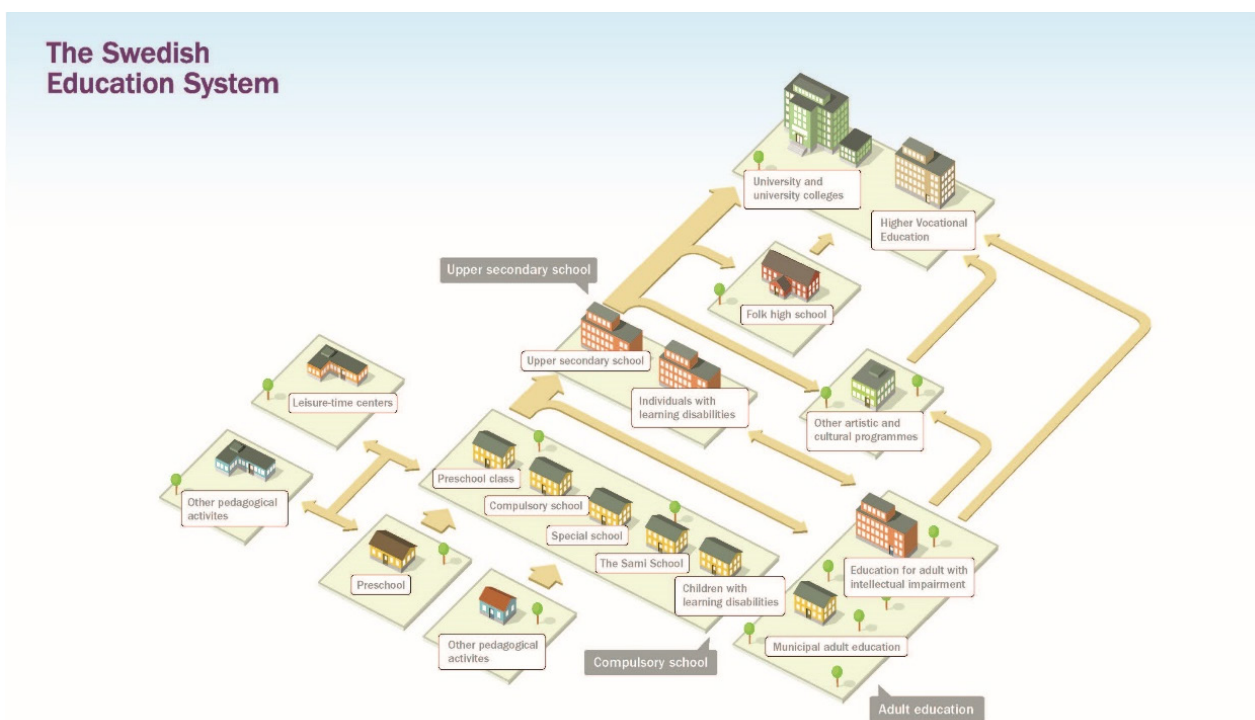 The Swedish
Education System
University and
university colleges
Higher Vocational
Education
Upper secondary school
Folk high school
Upper secondary school
Individuals with
learning disabilities
Leisure-time centers
Other artistic and
cultural programmes
Other pedagogical
activites
Preschool class
Compulsory school
Special school
The Sami School
Children with
learning disabilities
Preschool
Other pedagogical
activites
Education for adult with
intellectual impairment
Municipal adult education
Compulsory school
Adult education